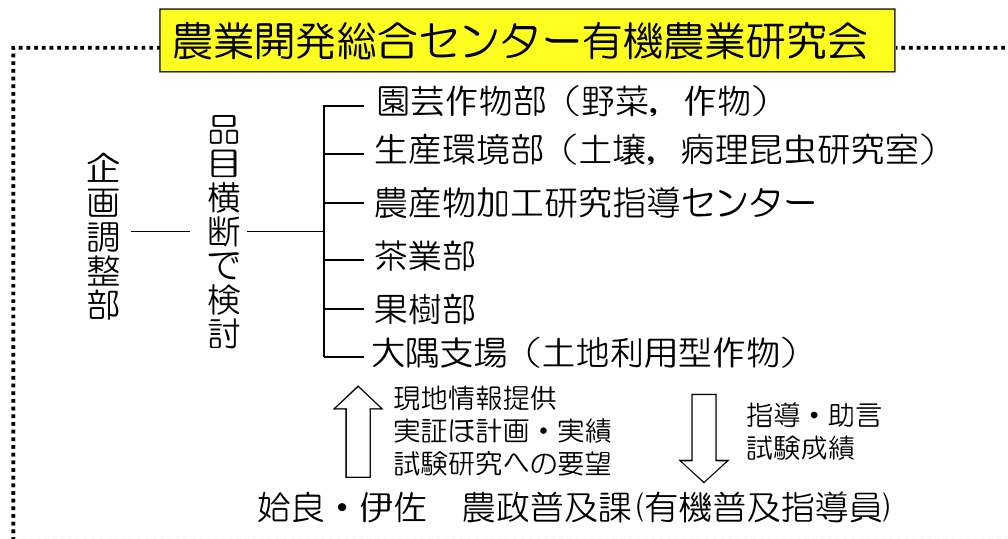 農業開発総合センター有機農業研究会
企画調整部
品目横断で検討
園芸作物部（野菜，作物）
生産環境部（土壌，病理昆虫研究室）
農産物加工研究指導センター
茶業部
果樹部
大隅支場（土地利用型作物）
現地情報提供
実証ほ計画・実績
試験研究への要望
指導・助言
試験成績
姶良・伊佐　農政普及課(有機普及指導員)